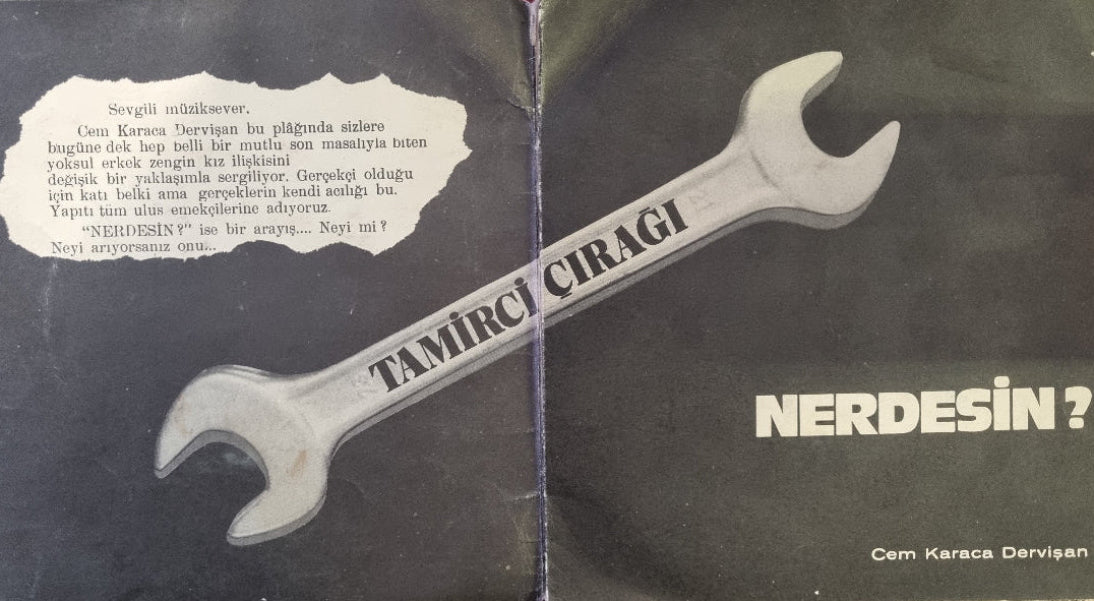 Sevgili müziksever.
Cem Karaca Dervişan bu plâğında sizlere
bugüne dek hep belli bir mutlu son masalıyla biten
yoksul erkek zengin kız ilişkisini
değişik bir yaklaşımla sergiliyor. Gerçekçi olduğu
için katı belki ama gerçeklerin kendi acılığı bu.
Yapıtı tüm ulus emekçilerine adıyoruz.
"NERDESİN?" ise bir arayış.... Neyi mi?
Neyi arıyorsanız onu...
TAMİRCİ ÇIRAĞI
NERDESİN?
Cem Karaca Dervişan